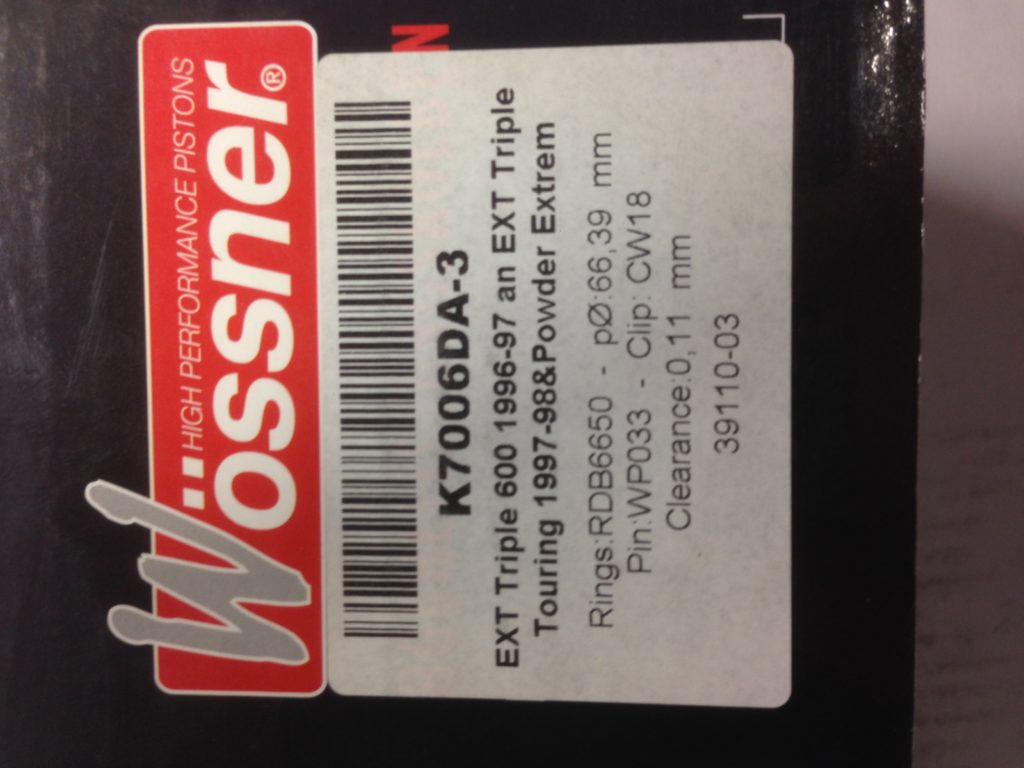 HIGH PERFORMANCE PISTONS
Wössner®
N
K7006DA-3
EXT Triple 600 1996-97 an EXT Triple
Touring 1997-98&Powder Extrem
Rings:RDB6650 - pØ:66,39 mm
Pin:WP033 - Clip: CW18
Clearance:0,11 mm
39110-03